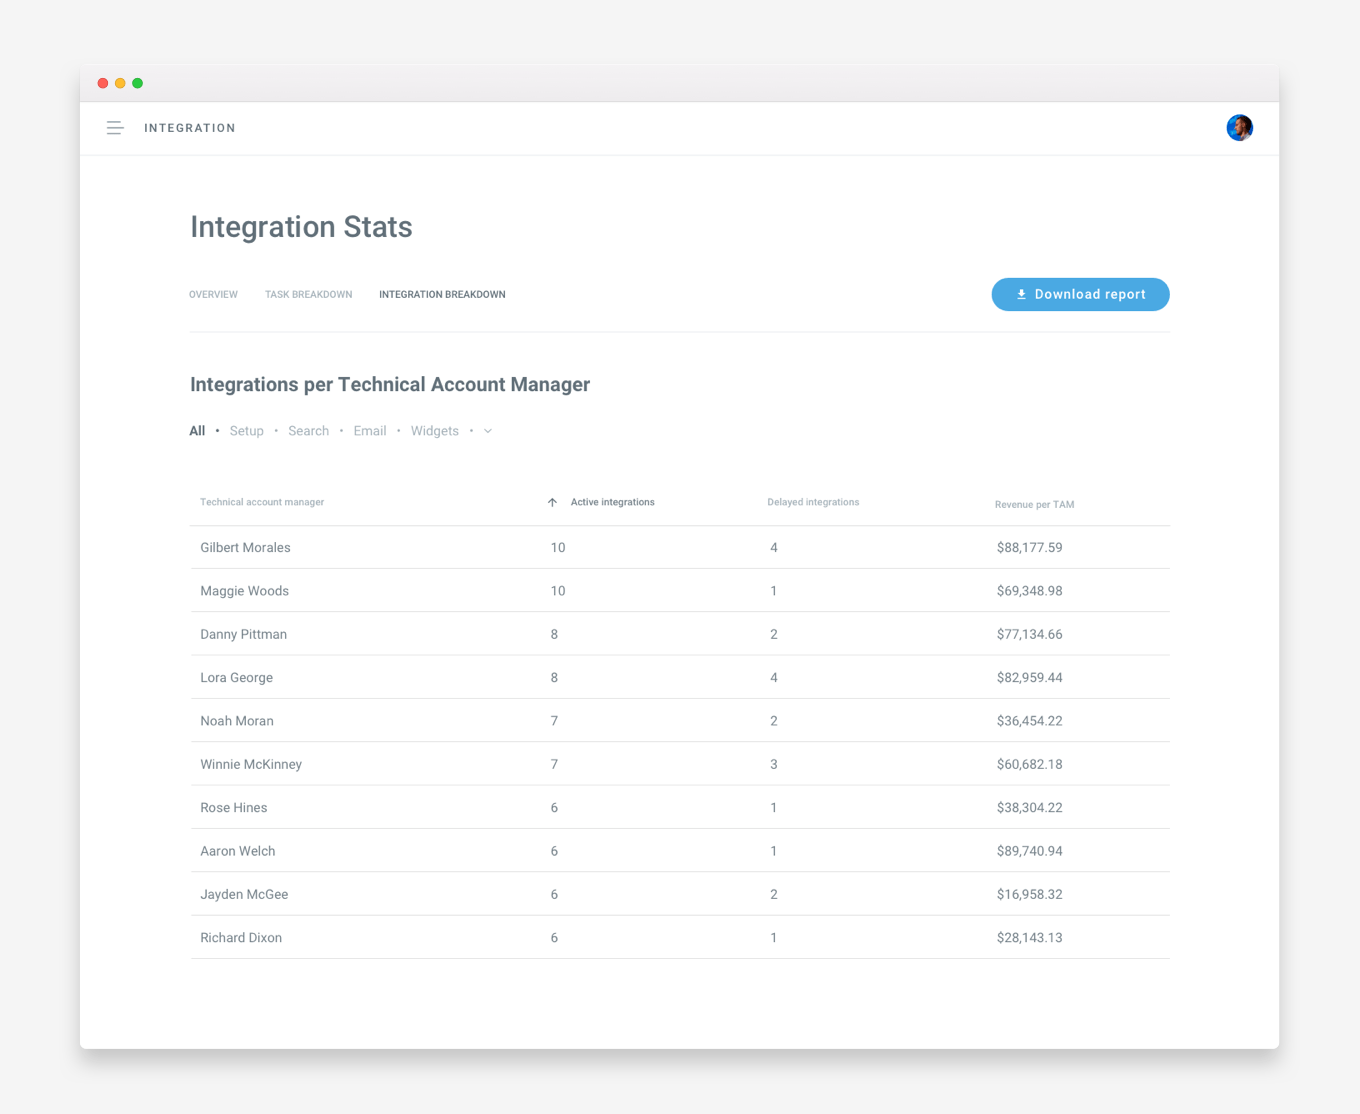 INTEGRATION
Integration Stats
OVERVIEW TASK BREAKDOWN INTEGRATION BREAKDOWN Download report
Integrations per Technical Account Manager
All • Setup • Search • Email • Widgets •
Technical account manager Active integrations Delayed integrations Revenue per TAM
Gilbert Morales 10 4 $88,177.59
Maggie Woods 10 1 $69,348.98
Danny Pittman 8 2 $77,134.66
Lora George 8 4 $82,959.44
Noah Moran 7 2 $36,454.22
Winnie McKinney 7 3 $60,682.18
Rose Hines 6 1 $38,304.22
Aaron Welch 6 1 $89,740.94
Jayden McGee 6 2 $16,958.32
Richard Dixon 6 1 $28,143.13